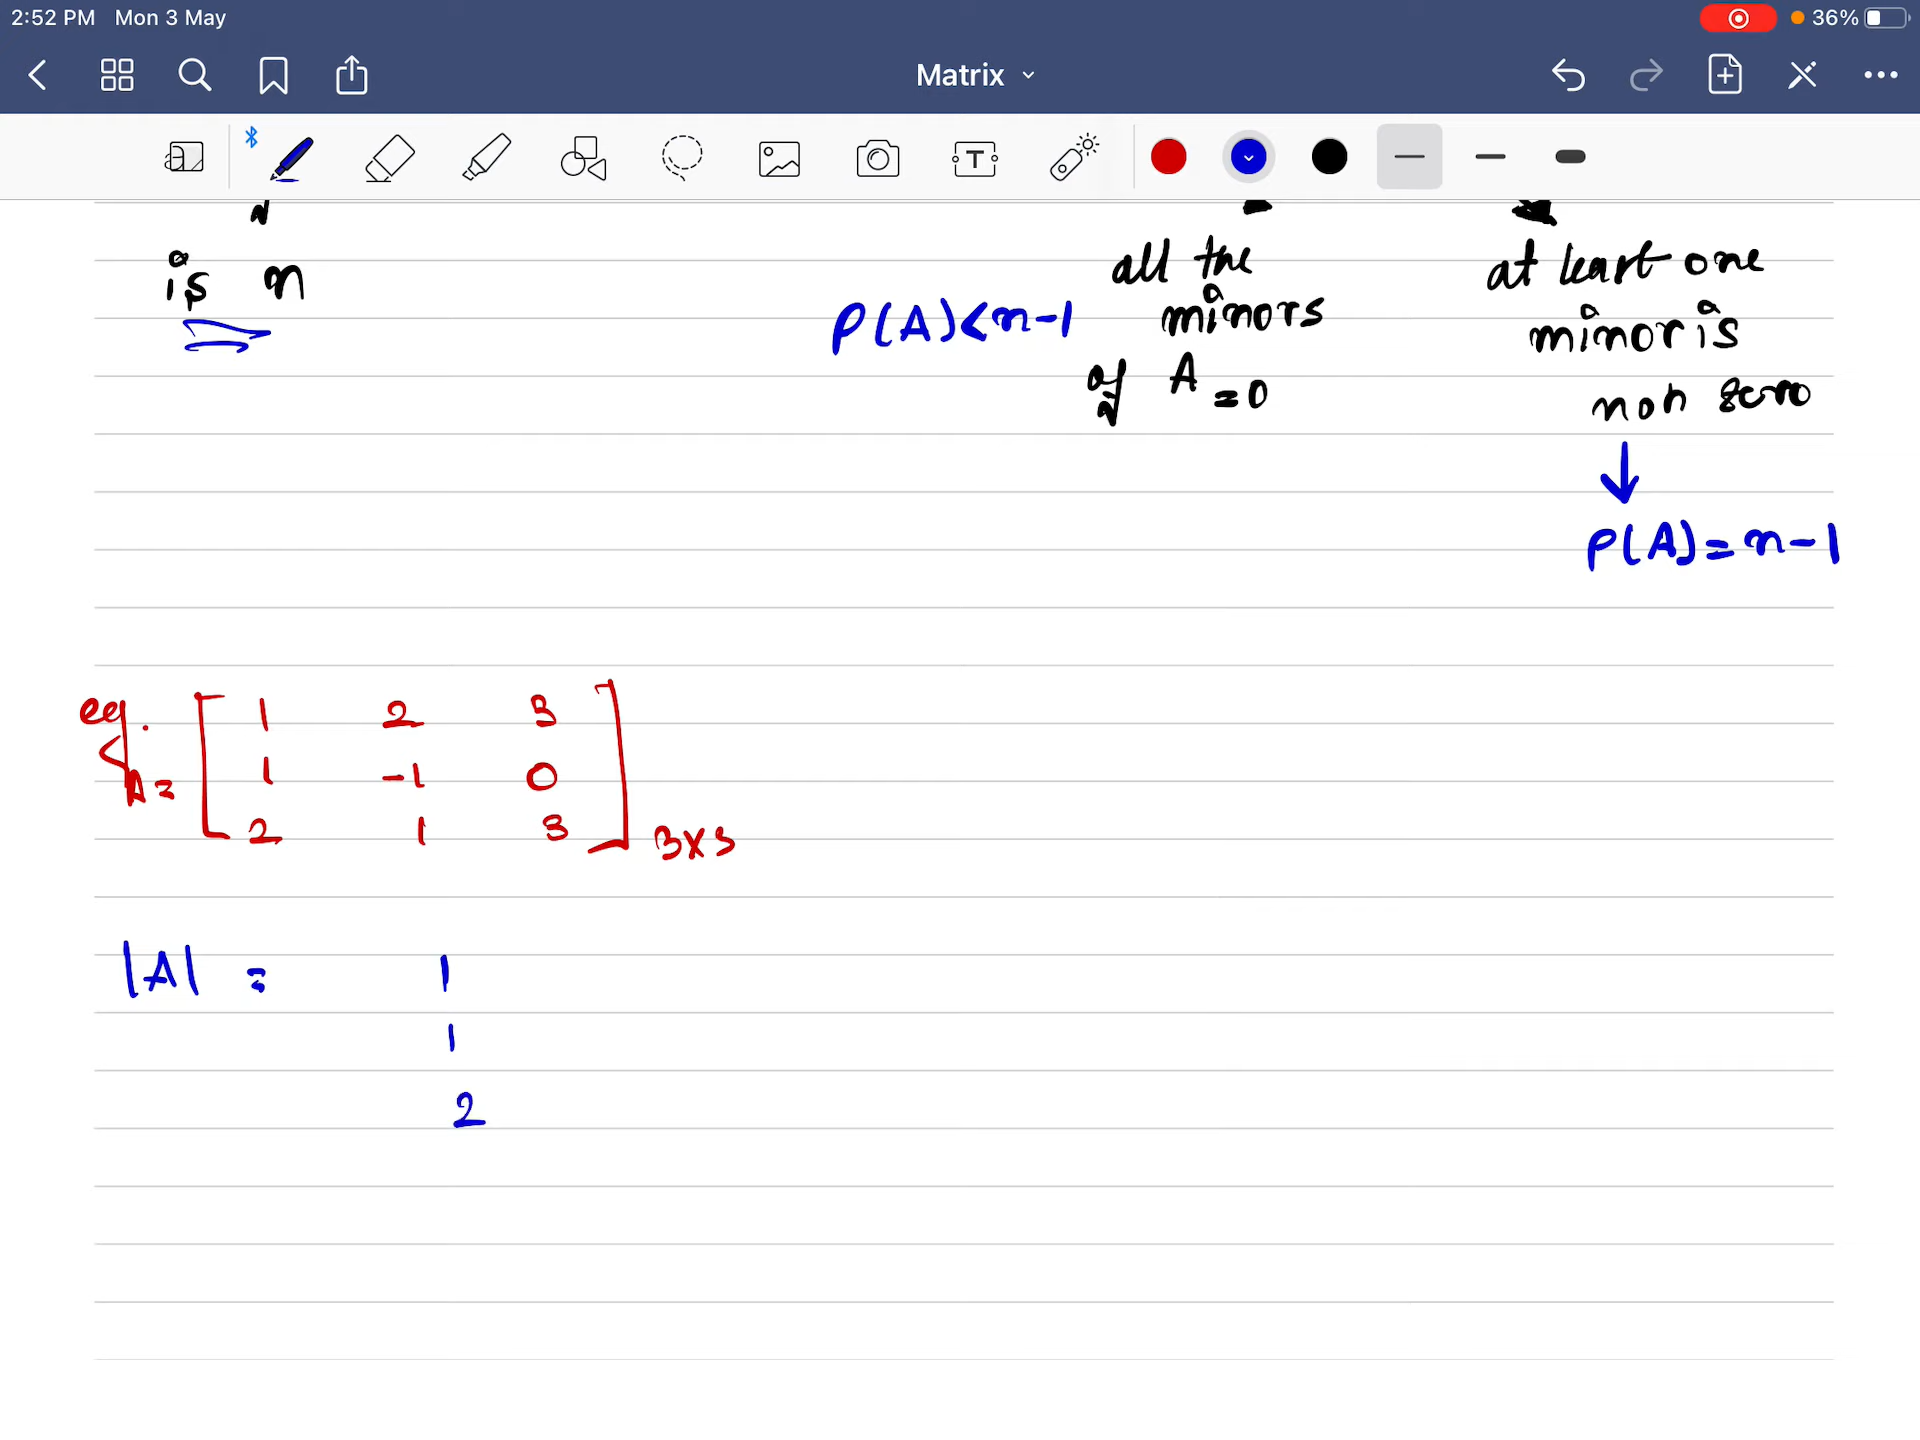 2:52 PM Mon 3 May
36%
Matrix
is n
all the
minors
of A = 0
ρ(A)<n-1
at least one
minor is
non zero
ρ(A)=n-1
eg.
A =
1 2 3
1 -1 0
2 1 3
3x3
|A| = 1
1
2